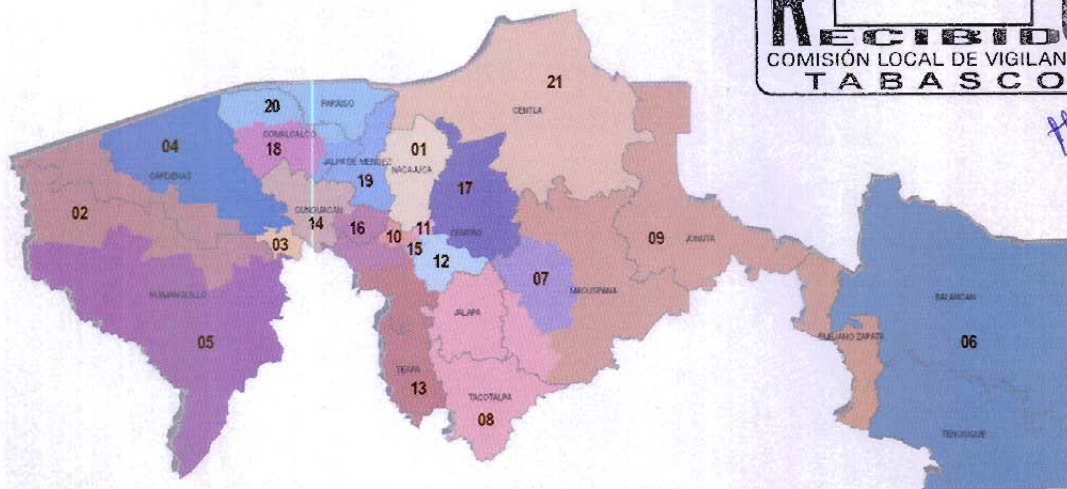 RECIBIDO
COMISIÓN LOCAL DE VIGILAN
TABASCO
21
CENTLA
20
PARAISO
04
COMALCALCO
18
01
CARDENAS
JALPA DE MENDEZ
NACAJUCA
19
17
02
CUNDUACAN
14
16
11
10
CENTRO
03
15
12
09
JONUTA
07
HUIMANGUILLO
MACUSPANA
BALANCAN
JALAPA
05
EMILIANO ZAPATA
06
TEAPA
13
TACOTALPA
08
TENOSIQUE